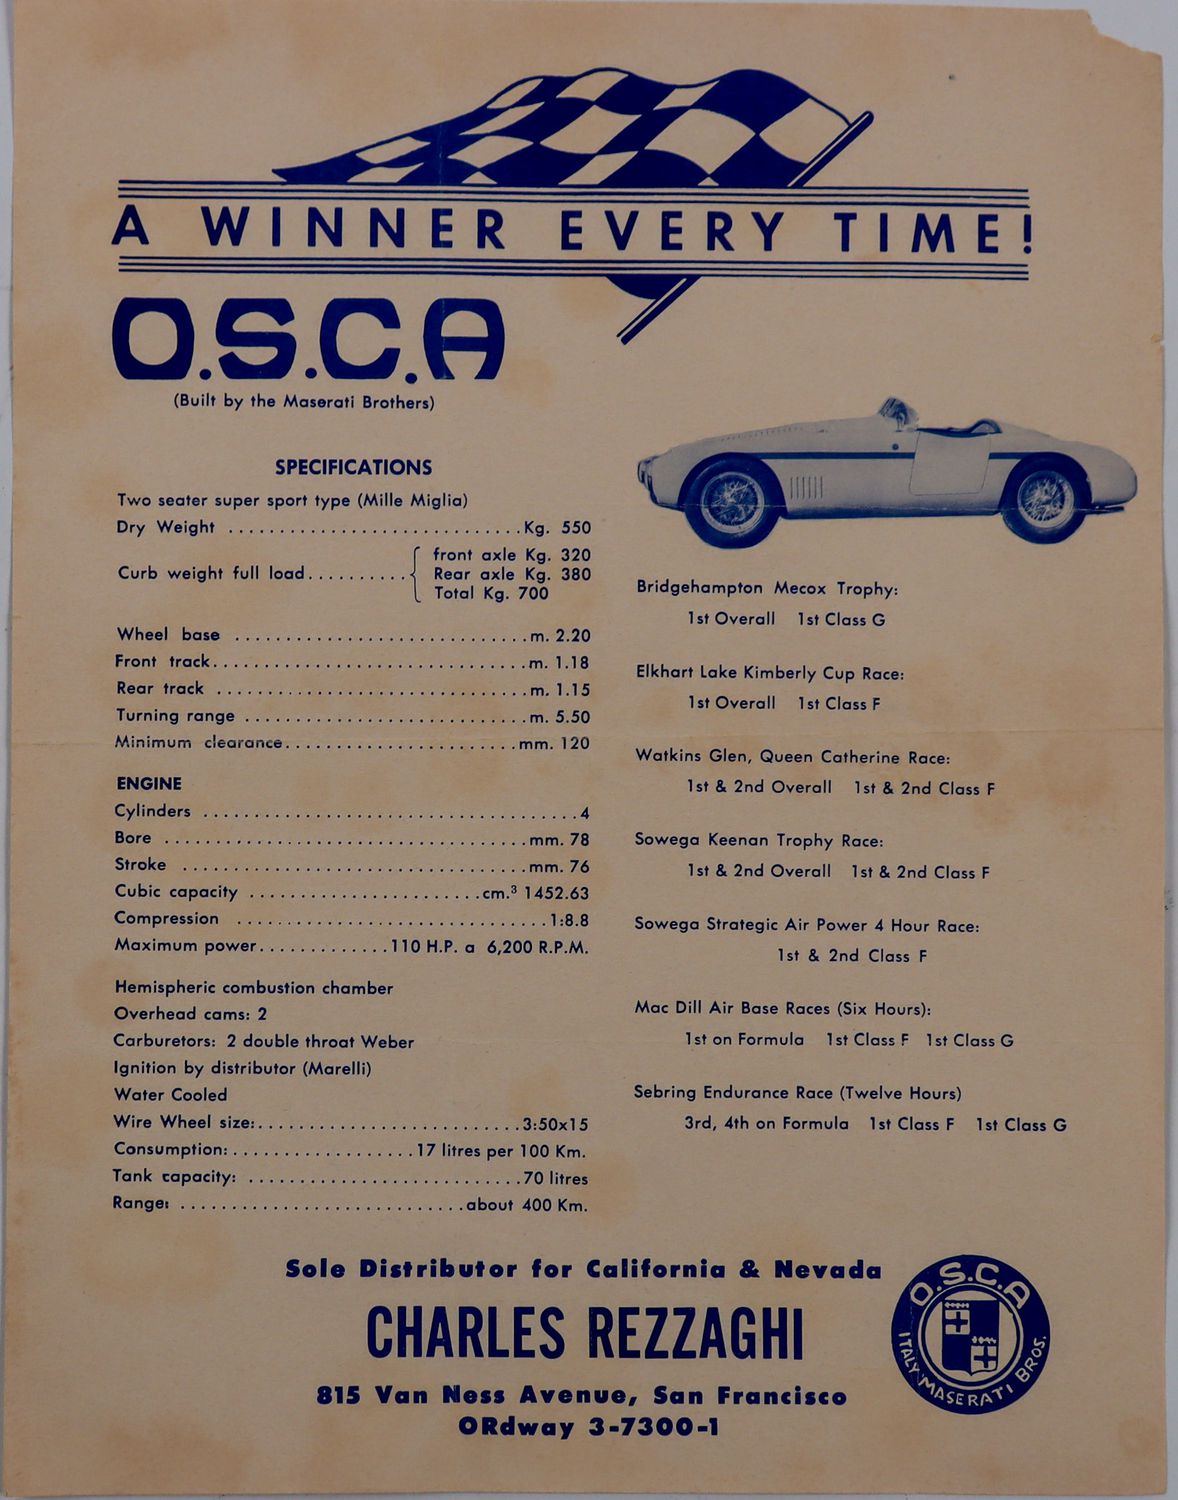 A WINNER EVERY TIME!
O.S.C.A
(Built by the Maserati Brothers)
SPECIFICATIONS
Two seater super sport type (Mille Miglia)
Dry Weight ............................Kg. 550
Curb weight full load..........{ front axle Kg. 320
Rear axle Kg. 380
Total Kg. 700
Wheel base ............................m. 2.20
Front track..............................m. 1.18
Rear track ..............................m. 1.15
Turning range ...........................m. 5.50
Minimum clearance......................mm. 120
ENGINE
Cylinders .....................................4
Bore ...................................mm. 78
Stroke .................................mm. 76
Cubic capacity .......................cm.³ 1452.63
Compression ..............................1:8.8
Maximum power.............110 H.P. a 6,200 R.P.M.
Hemispheric combustion chamber
Overhead cams: 2
Carburetors: 2 double throat Weber
Ignition by distributor (Marelli)
Water Cooled
Wire Wheel size:..........................3:50x15
Consumption:..................17 litres per 100 Km.
Tank capacity: ...........................70 litres
Range: ............................about 400 Km.
Bridgehampton Mecox Trophy:
1st Overall 1st Class G
Elkhart Lake Kimberly Cup Race:
1st Overall 1st Class F
Watkins Glen, Queen Catherine Race:
1st & 2nd Overall 1st & 2nd Class F
Sowega Keenan Trophy Race:
1st & 2nd Overall 1st & 2nd Class F
Sowega Strategic Air Power 4 Hour Race:
1st & 2nd Class F
Mac Dill Air Base Races (Six Hours):
1st on Formula 1st Class F 1st Class G
Sebring Endurance Race (Twelve Hours)
3rd, 4th on Formula 1st Class F 1st Class G
Sole Distributor for California & Nevada
CHARLES REZZAGHI
815 Van Ness Avenue, San Francisco
ORdway 3-7300-1
O.S.C.A
ITALY MASERATI BROS.